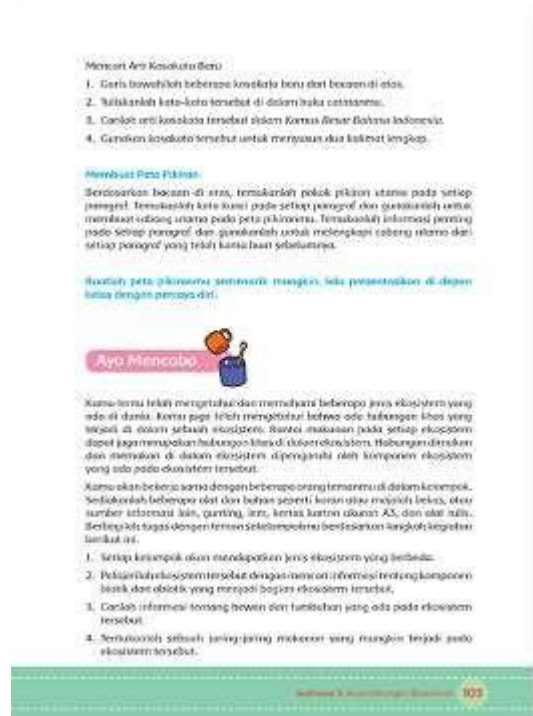 Mencari Arti Kosakata Baru
1. Garis bawahilah beberapa kosakata baru dari bacaan di atas.
2. Tuliskanlah kata-kata tersebut di dalam buku catatanmu.
3. Carilah arti kosakata tersebut dalam Kamus Besar Bahasa Indonesia.
4. Gunakan kosakata tersebut untuk menyusun dua kalimat lengkap.
Membuat Peta Pikiran
Berdasarkan bacaan di atas, temukanlah pokok pikiran utama pada setiap
paragraf. Temukanlah kata kunci pada setiap paragraf dan gunakanlah untuk
membuat cabang utama pada peta pikiranmu. Temukanlah informasi penting
pada setiap paragraf dan gunakanlah untuk melengkapi cabang utama dari
setiap paragraf yang telah kamu buat sebelumnya.
Buatlah peta pikiranmu semenarik mungkin, lalu presentasikan di depan
kelas dengan percaya diri.
Ayo Mencoba
Kamu tentu telah mengetahui dan memahami beberapa jenis ekosistem yang
ada di dunia. Kamu juga telah mengetahui bahwa ada hubungan khas yang
terjadi di dalam sebuah ekosistem. Rantai makanan pada setiap ekosistem
dapat juga merupakan hubungan khas di dalam ekosistem. Hubungan dimakan
dan memakan di dalam ekosistem dipengaruhi oleh komponen ekosistem
yang ada pada ekosistem tersebut.
Kamu akan bekerja sama dengan beberapa orang temanmu di dalam kelompok.
Sediakanlah beberapa alat dan bahan seperti koran atau majalah bekas, atau
sumber informasi lain, gunting, lem, kertas karton ukuran A3, dan alat tulis.
Berbagilah tugas dengan teman sekelompokmu berdasarkan langkah kegiatan
berikut ini.
1. Setiap kelompok akan mendapatkan jenis ekosistem yang berbeda.
2. Pelajarilah ekosistem tersebut dengan mencari informasi tentang komponen
biotik dan abiotik yang menjadi bagian ekosistem tersebut.
3. Carilah informasi tentang hewan dan tumbuhan yang ada pada ekosistem
tersebut.
4. Tentukanlah sebuah jaring-jaring makanan yang mungkin terjadi pada
ekosistem tersebut.
Subtema 3: Keseimbangan Ekosistem 103